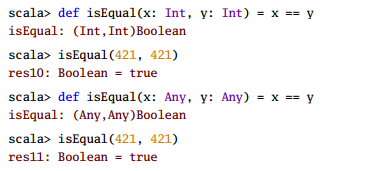 scala> def isEqual(x: Int, y: Int) = x == y
isEqual: (Int,Int)Boolean
scala> isEqual(421, 421)
res10: Boolean = true
scala> def isEqual(x: Any, y: Any) = x == y
isEqual: (Any,Any)Boolean
scala> isEqual(421, 421)
res11: Boolean = true